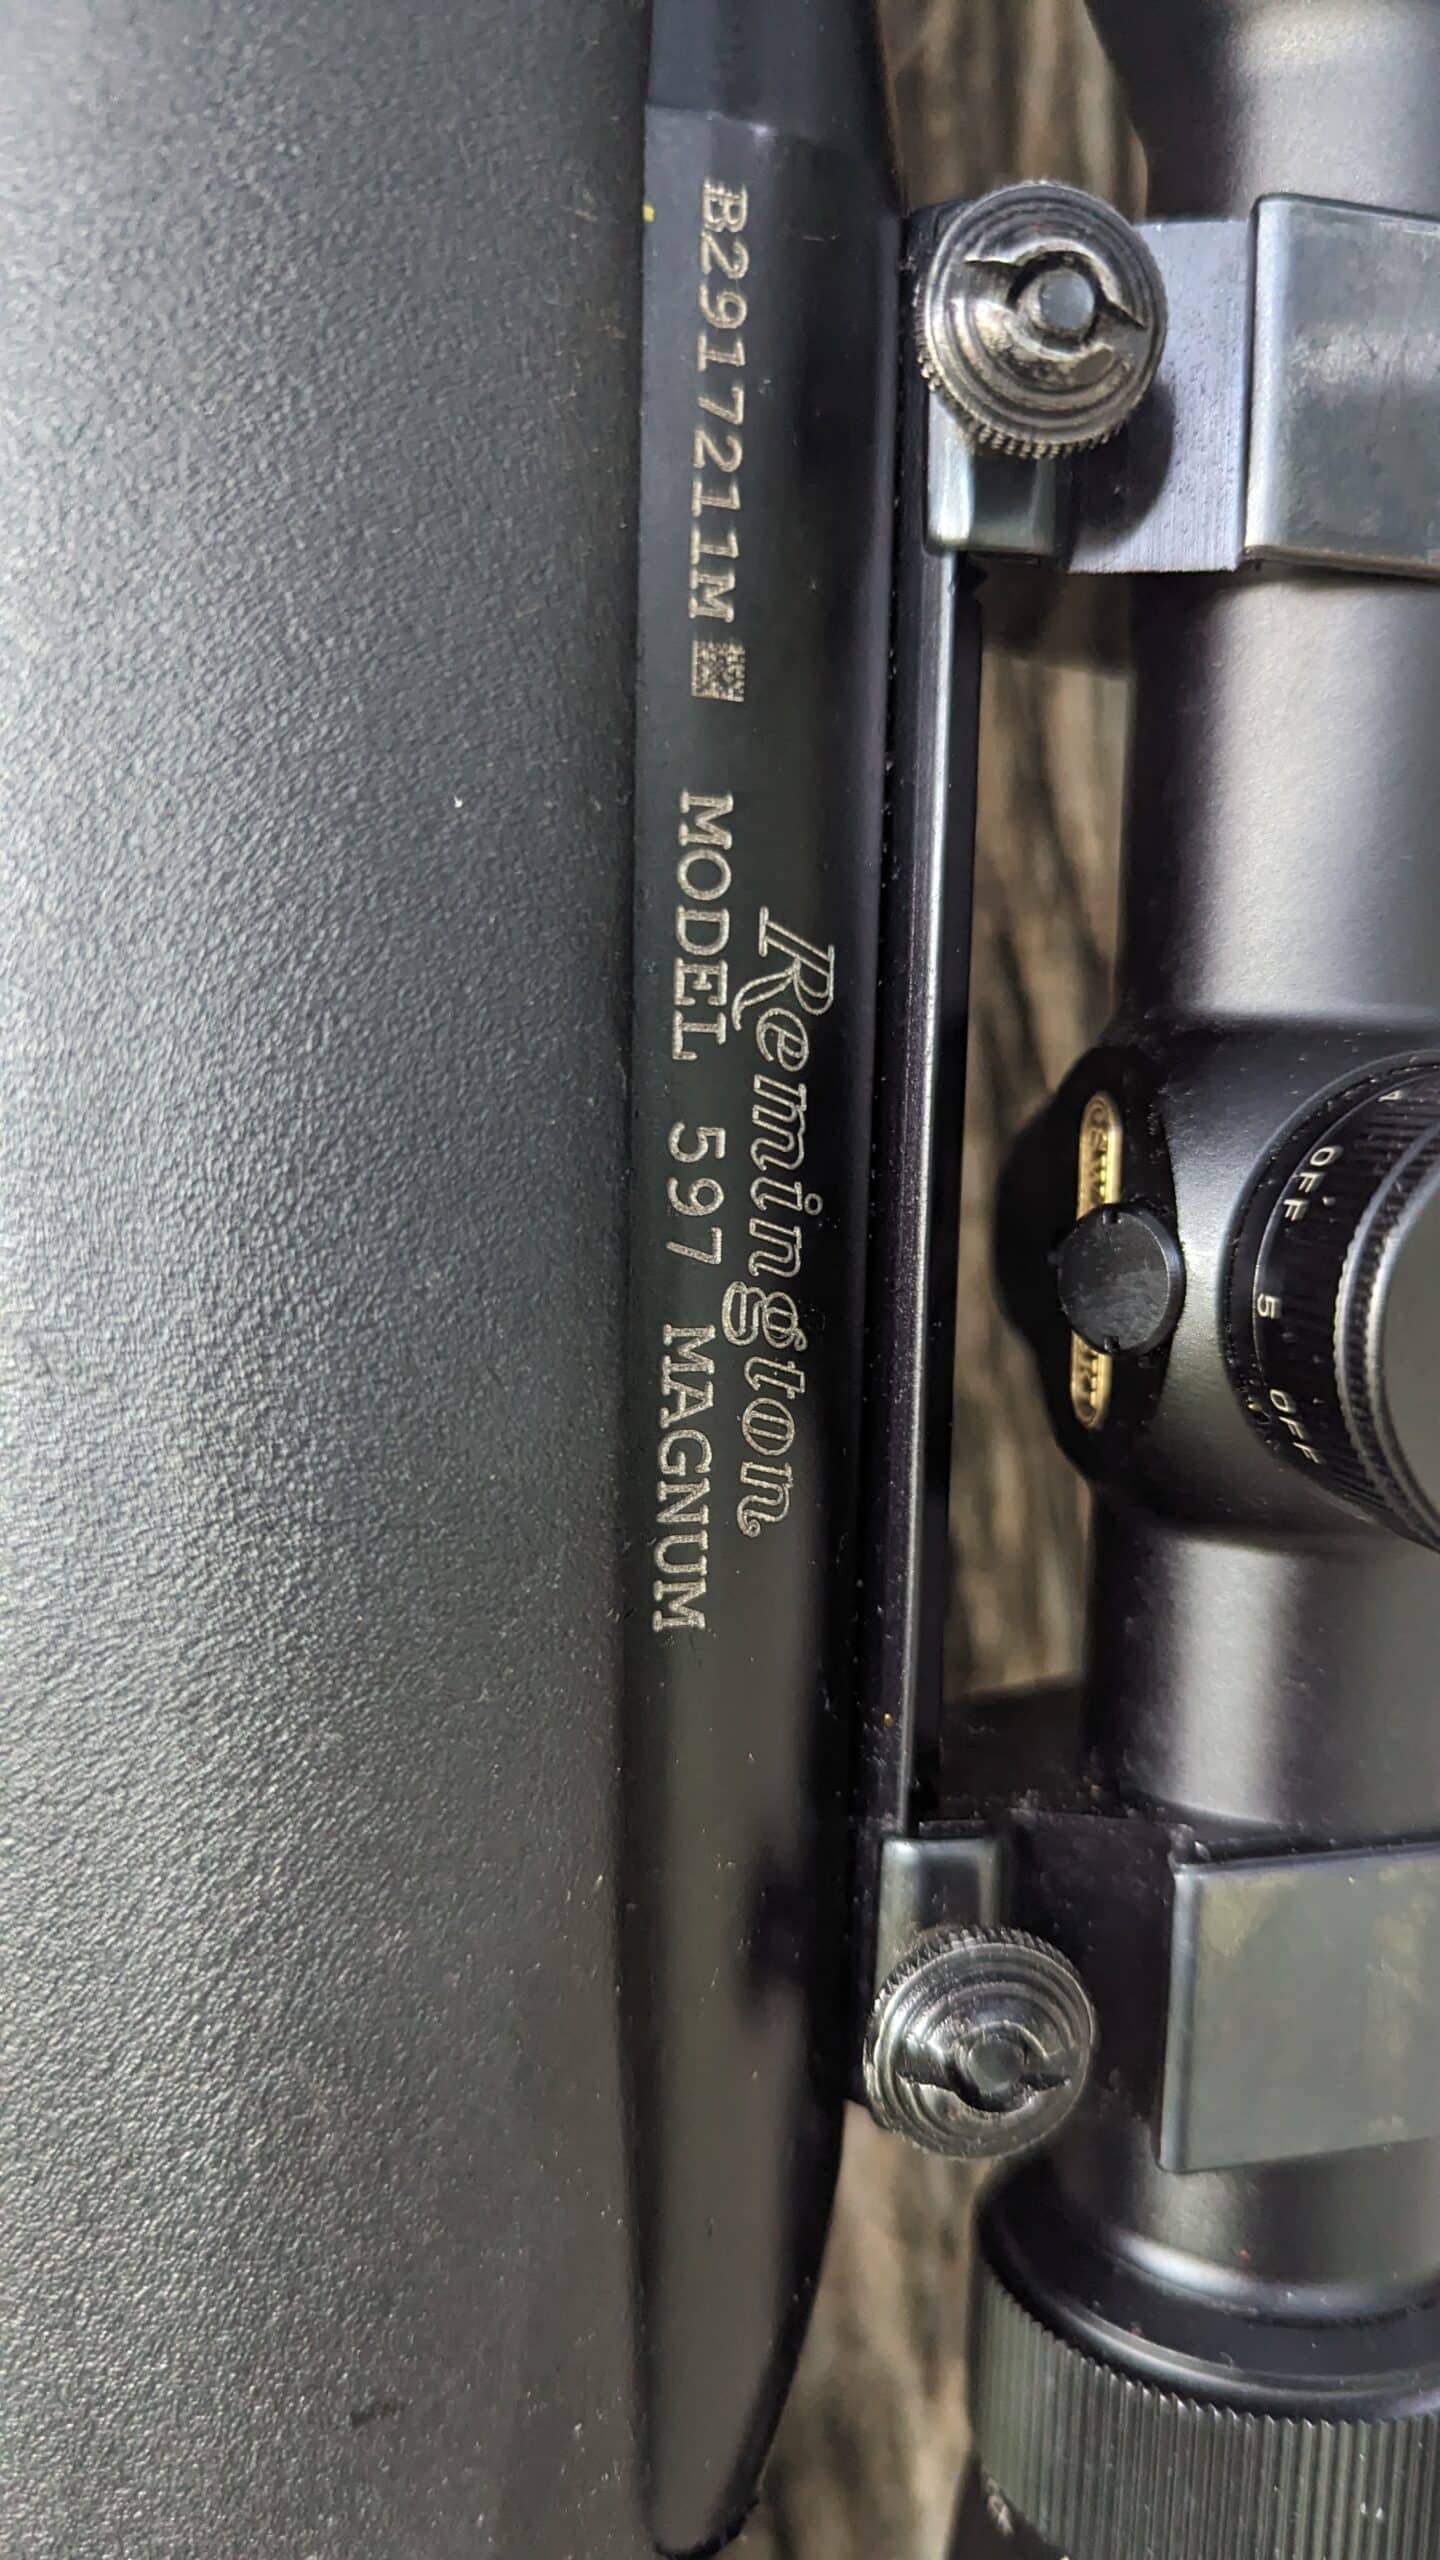 B2917211M
Remington
MODEL 597 MAGNUM
OFF
5
OFF